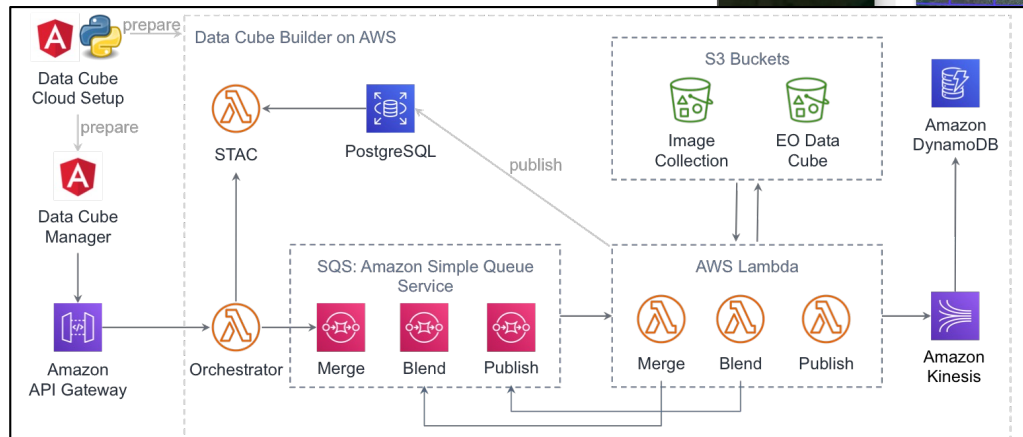 prepare
Data Cube Builder on AWS
Data Cube
Cloud Setup
prepare
Data Cube
Manager
Amazon
API Gateway
STAC
PostgreSQL
publish
S3 Buckets
Image
Collection
EO Data
Cube
Amazon
DynamoDB
Orchestrator
SQS: Amazon Simple Queue
Service
Merge
Blend
Publish
AWS Lambda
Merge
Blend
Publish
Amazon
Kinesis